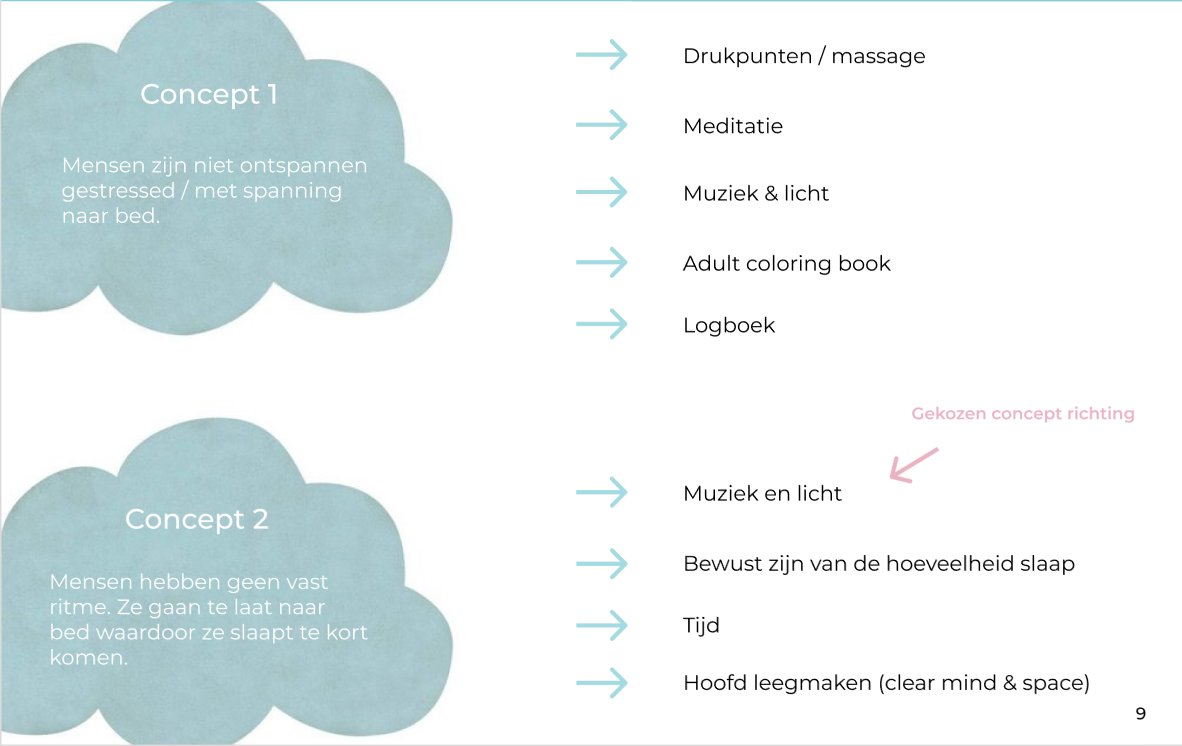 Concept 1
Mensen zijn niet ontspannen
gestressed / met spanning
naar bed.
Drukpunten / massage
Meditatie
Muziek & licht
Adult coloring book
Logboek
Gekozen concept richting
Concept 2
Mensen hebben geen vast
ritme. Ze gaan te laat naar
bed waardoor ze slaapt te kort
komen.
Muziek en licht
Bewust zijn van de hoeveelheid slaap
Tijd
Hoofd leegmaken (clear mind & space)
9